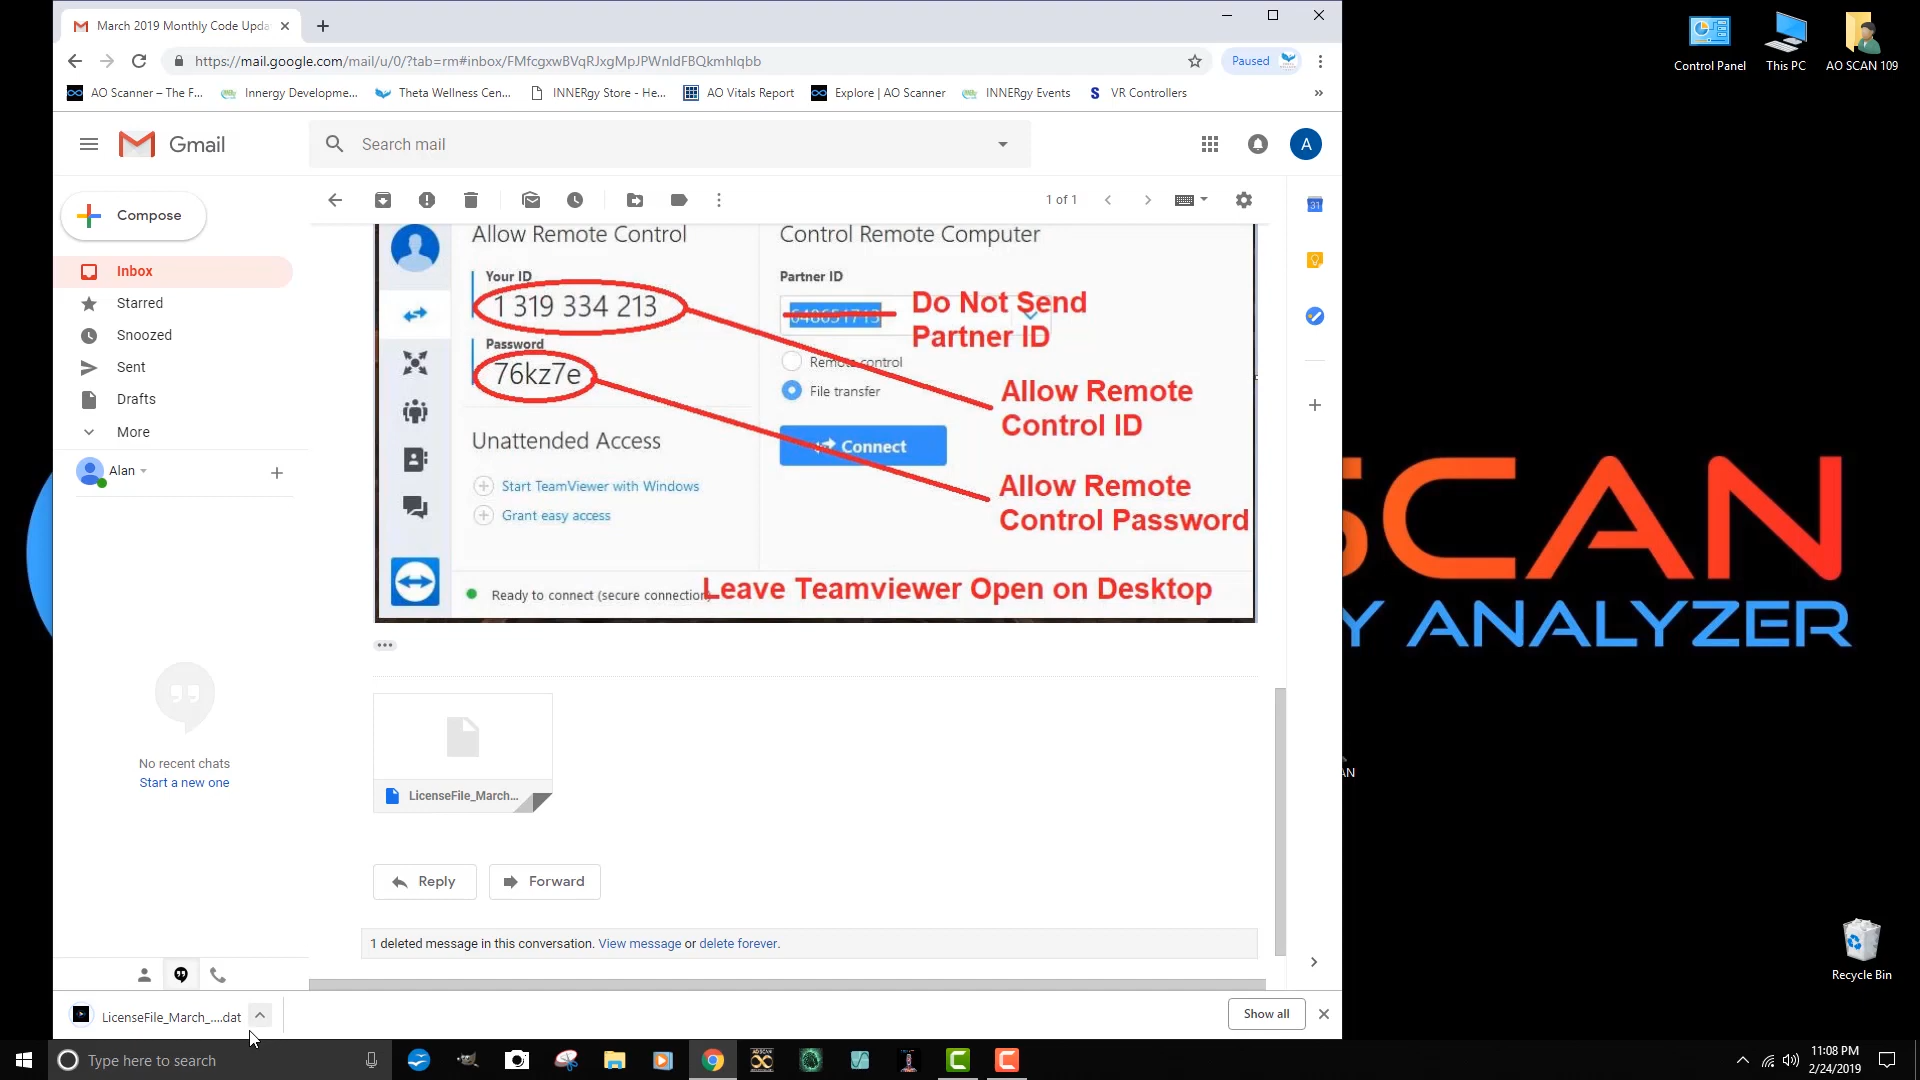 March 2019 Monthly Code Upda
https://mail.google.com/mail/u/0/?tab=rm#inbox/FMfcgxwBVqRJxgMpJPWnldFBQkmhlqbb
Paused
AO Scanner – The F...
Innergy Developme...
Theta Wellness Cen...
INNERgy Store - He...
AO Vitals Report
Explore | AO Scanner
INNERgy Events
VR Controllers
»
Gmail
Search mail
A
Compose
1 of 1
Inbox
Starred
Snoozed
Sent
Drafts
More
Alan
No recent chats
Start a new one
31
Allow Remote Control
Your ID
1 319 334 213
Password
76kz7e
Unattended Access
Start TeamViewer with Windows
Grant easy access
Ready to connect (secure connection)
Control Remote Computer
Partner ID
Remote control
File transfer
Connect
Do Not Send
Partner ID
Allow Remote
Control ID
Allow Remote
Control Password
Leave Teamviewer Open on Desktop
LicenseFile_March...
Reply
Forward
1 deleted message in this conversation. View message or delete forever.
LicenseFile_March_....dat
Show all
Control Panel
This PC
AO SCAN 109
SCAN
Y ANALYZER
AN
Recycle Bin
Type here to search
11:08 PM
2/24/2019